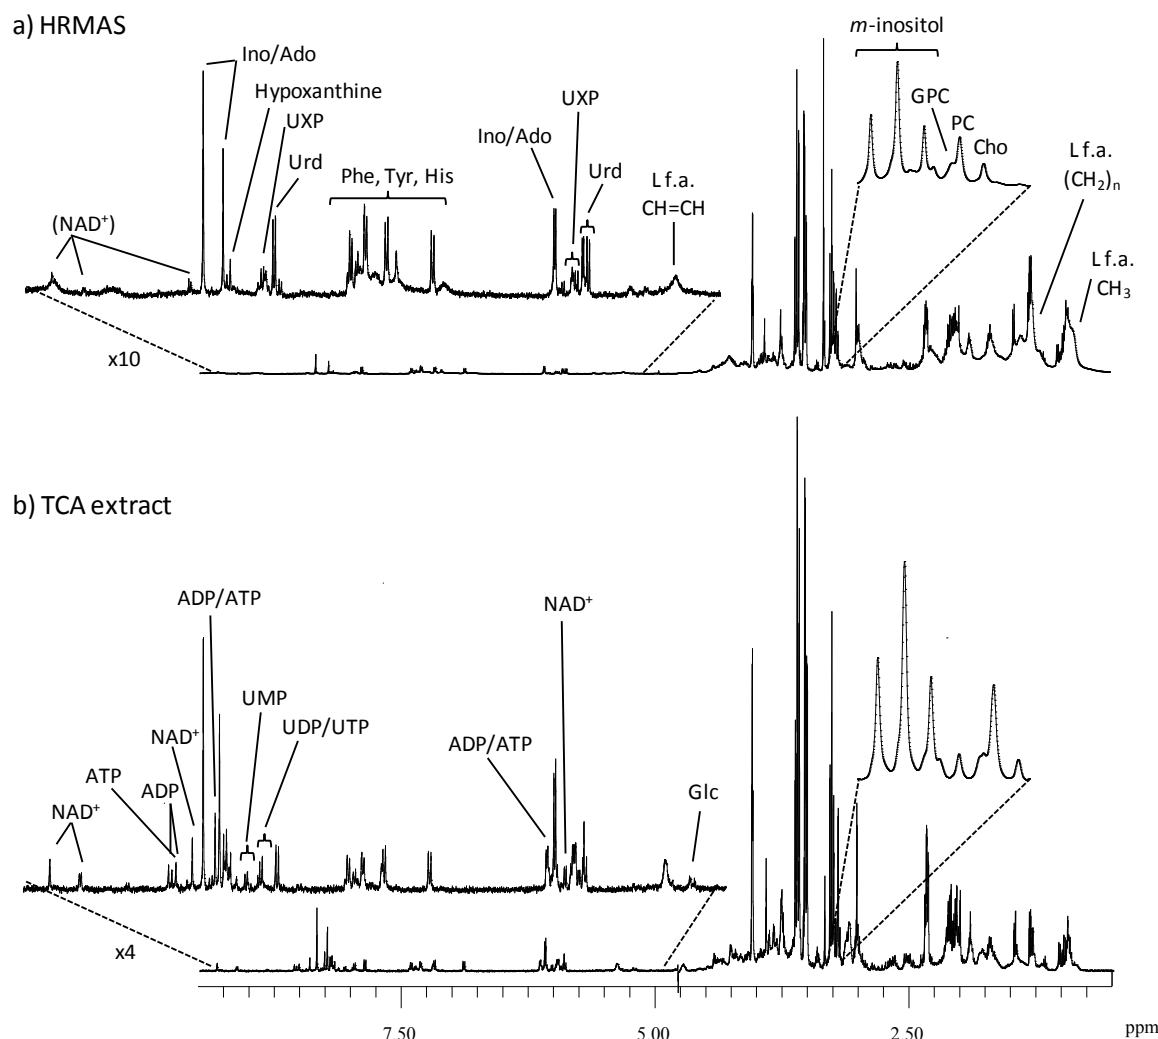 a) HRMAS
m-inositol
Ino/Ado
Hypoxanthine
UXP
Urd
Phe, Tyr, His
(NAD⁺)
Ino/Ado
UXP
Urd
L f.a.
CH=CH
GPC
PC
Cho
L f.a.
(CH₂)ₙ
L f.a.
CH₃
x10
b) TCA extract
ADP/ATP
NAD⁺
UMP
NAD⁺
UDP/UTP
ADP/ATP
ATP
ADP
Glc
NAD⁺
x4
7.50
5.00
2.50
ppm